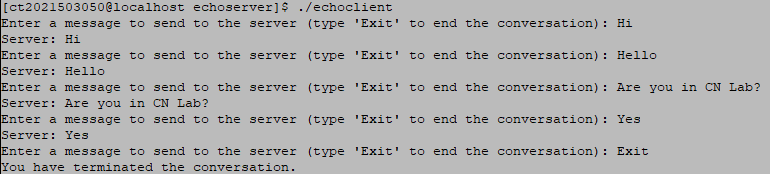 [ct2021503050@localhost echoserver]$ ./echoclient
Enter a message to send to the server (type 'Exit' to end the conversation): Hi
Server: Hi
Enter a message to send to the server (type 'Exit' to end the conversation): Hello
Server: Hello
Enter a message to send to the server (type 'Exit' to end the conversation): Are you in CN Lab?
Server: Are you in CN Lab?
Enter a message to send to the server (type 'Exit' to end the conversation): Yes
Server: Yes
Enter a message to send to the server (type 'Exit' to end the conversation): Exit
You have terminated the conversation.